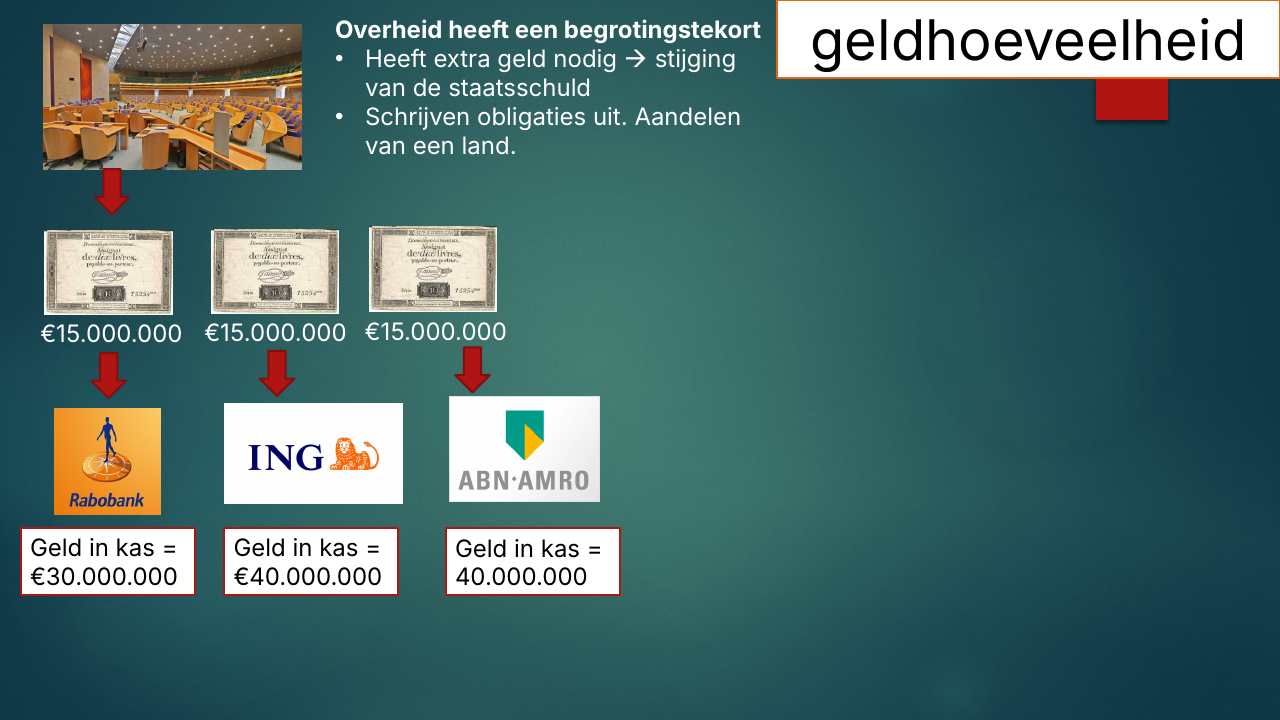 geldhoeveelheid
Overheid heeft een begrotingstekort
• Heeft extra geld nodig → stijging
van de staatsschuld
• Schrijven obligaties uit. Aandelen
van een land.
€15.000.000
€15.000.000
€15.000.000
Rabobank
ING
ABN·AMRO
Geld in kas =
€30.000.000
Geld in kas =
€40.000.000
Geld in kas =
40.000.000